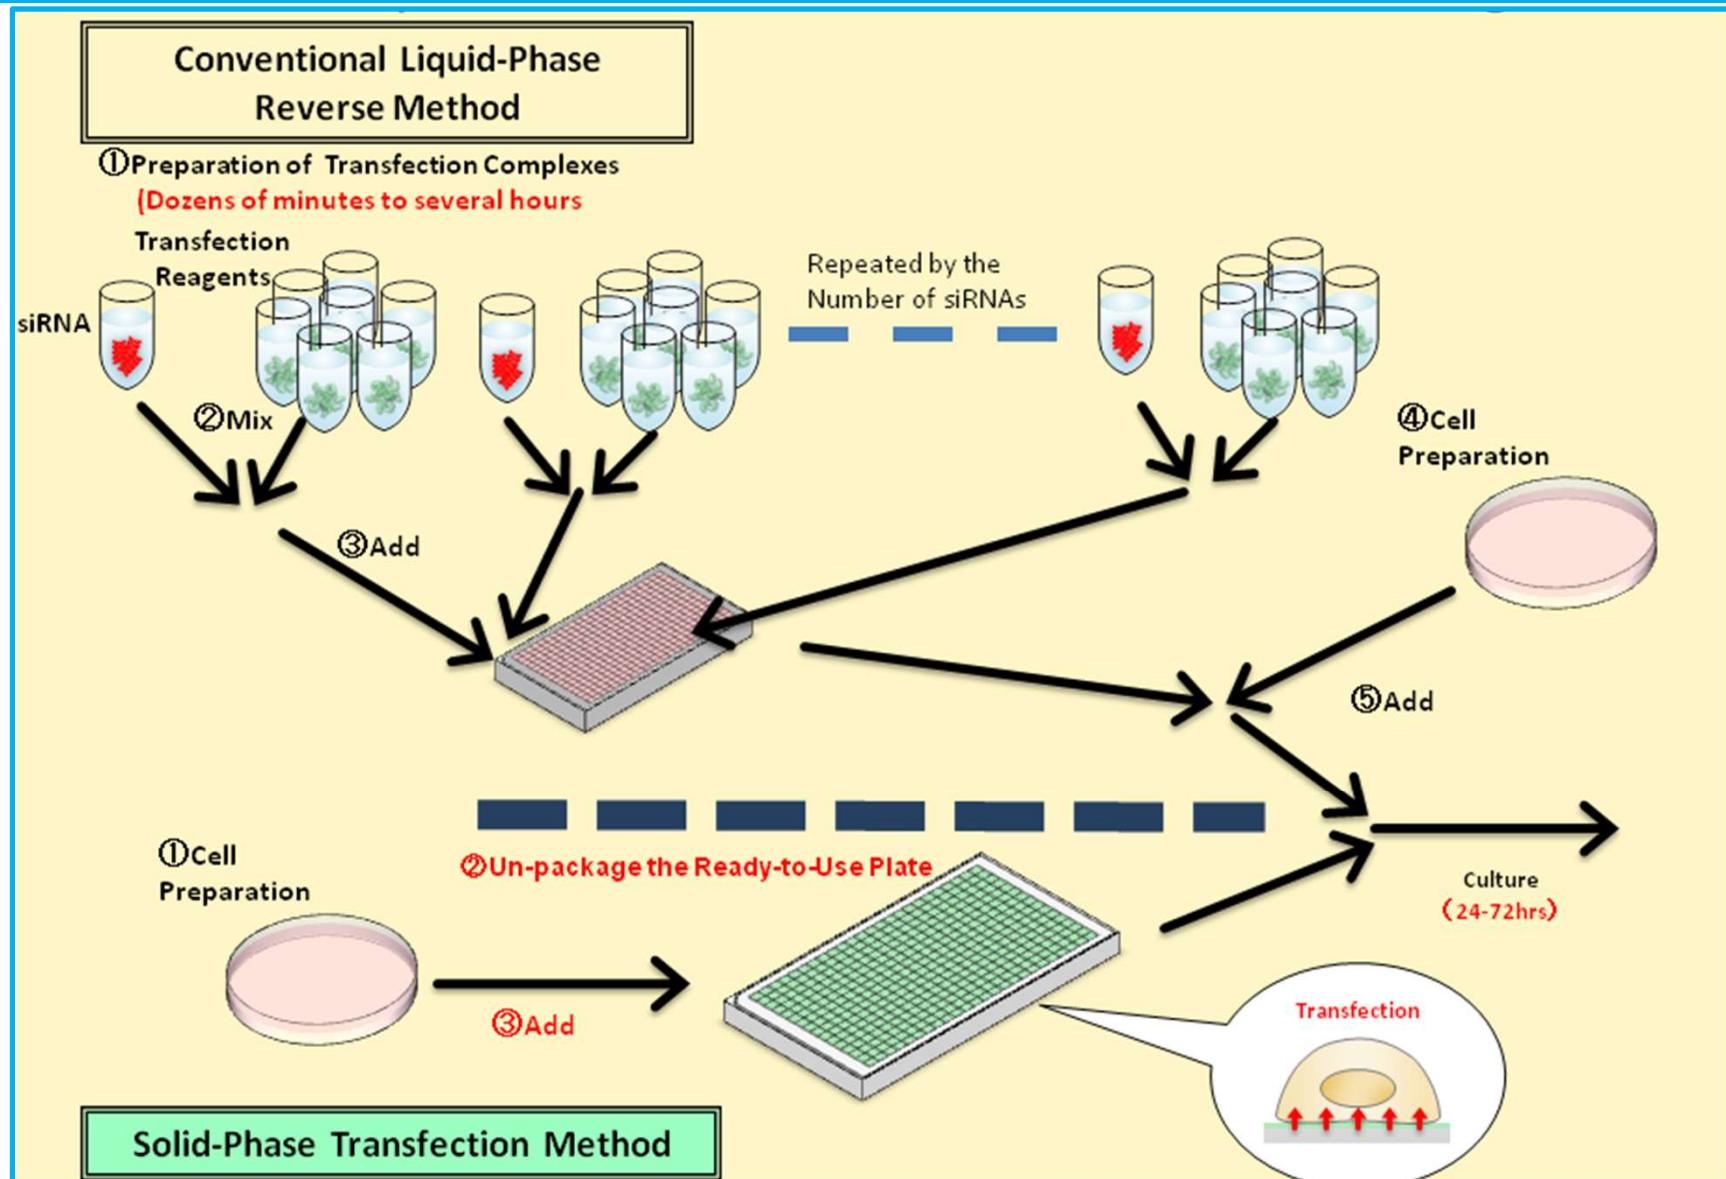 Conventional Liquid-Phase
Reverse Method
①Preparation of Transfection Complexes
(Dozens of minutes to several hours
Transfection
Reagents
siRNA
Repeated by the
Number of siRNAs
②Mix
④Cell
Preparation
③Add
⑤Add
①Cell
Preparation
②Un-package the Ready-to-Use Plate
Culture
(24-72hrs)
③Add
Transfection
Solid-Phase Transfection Method